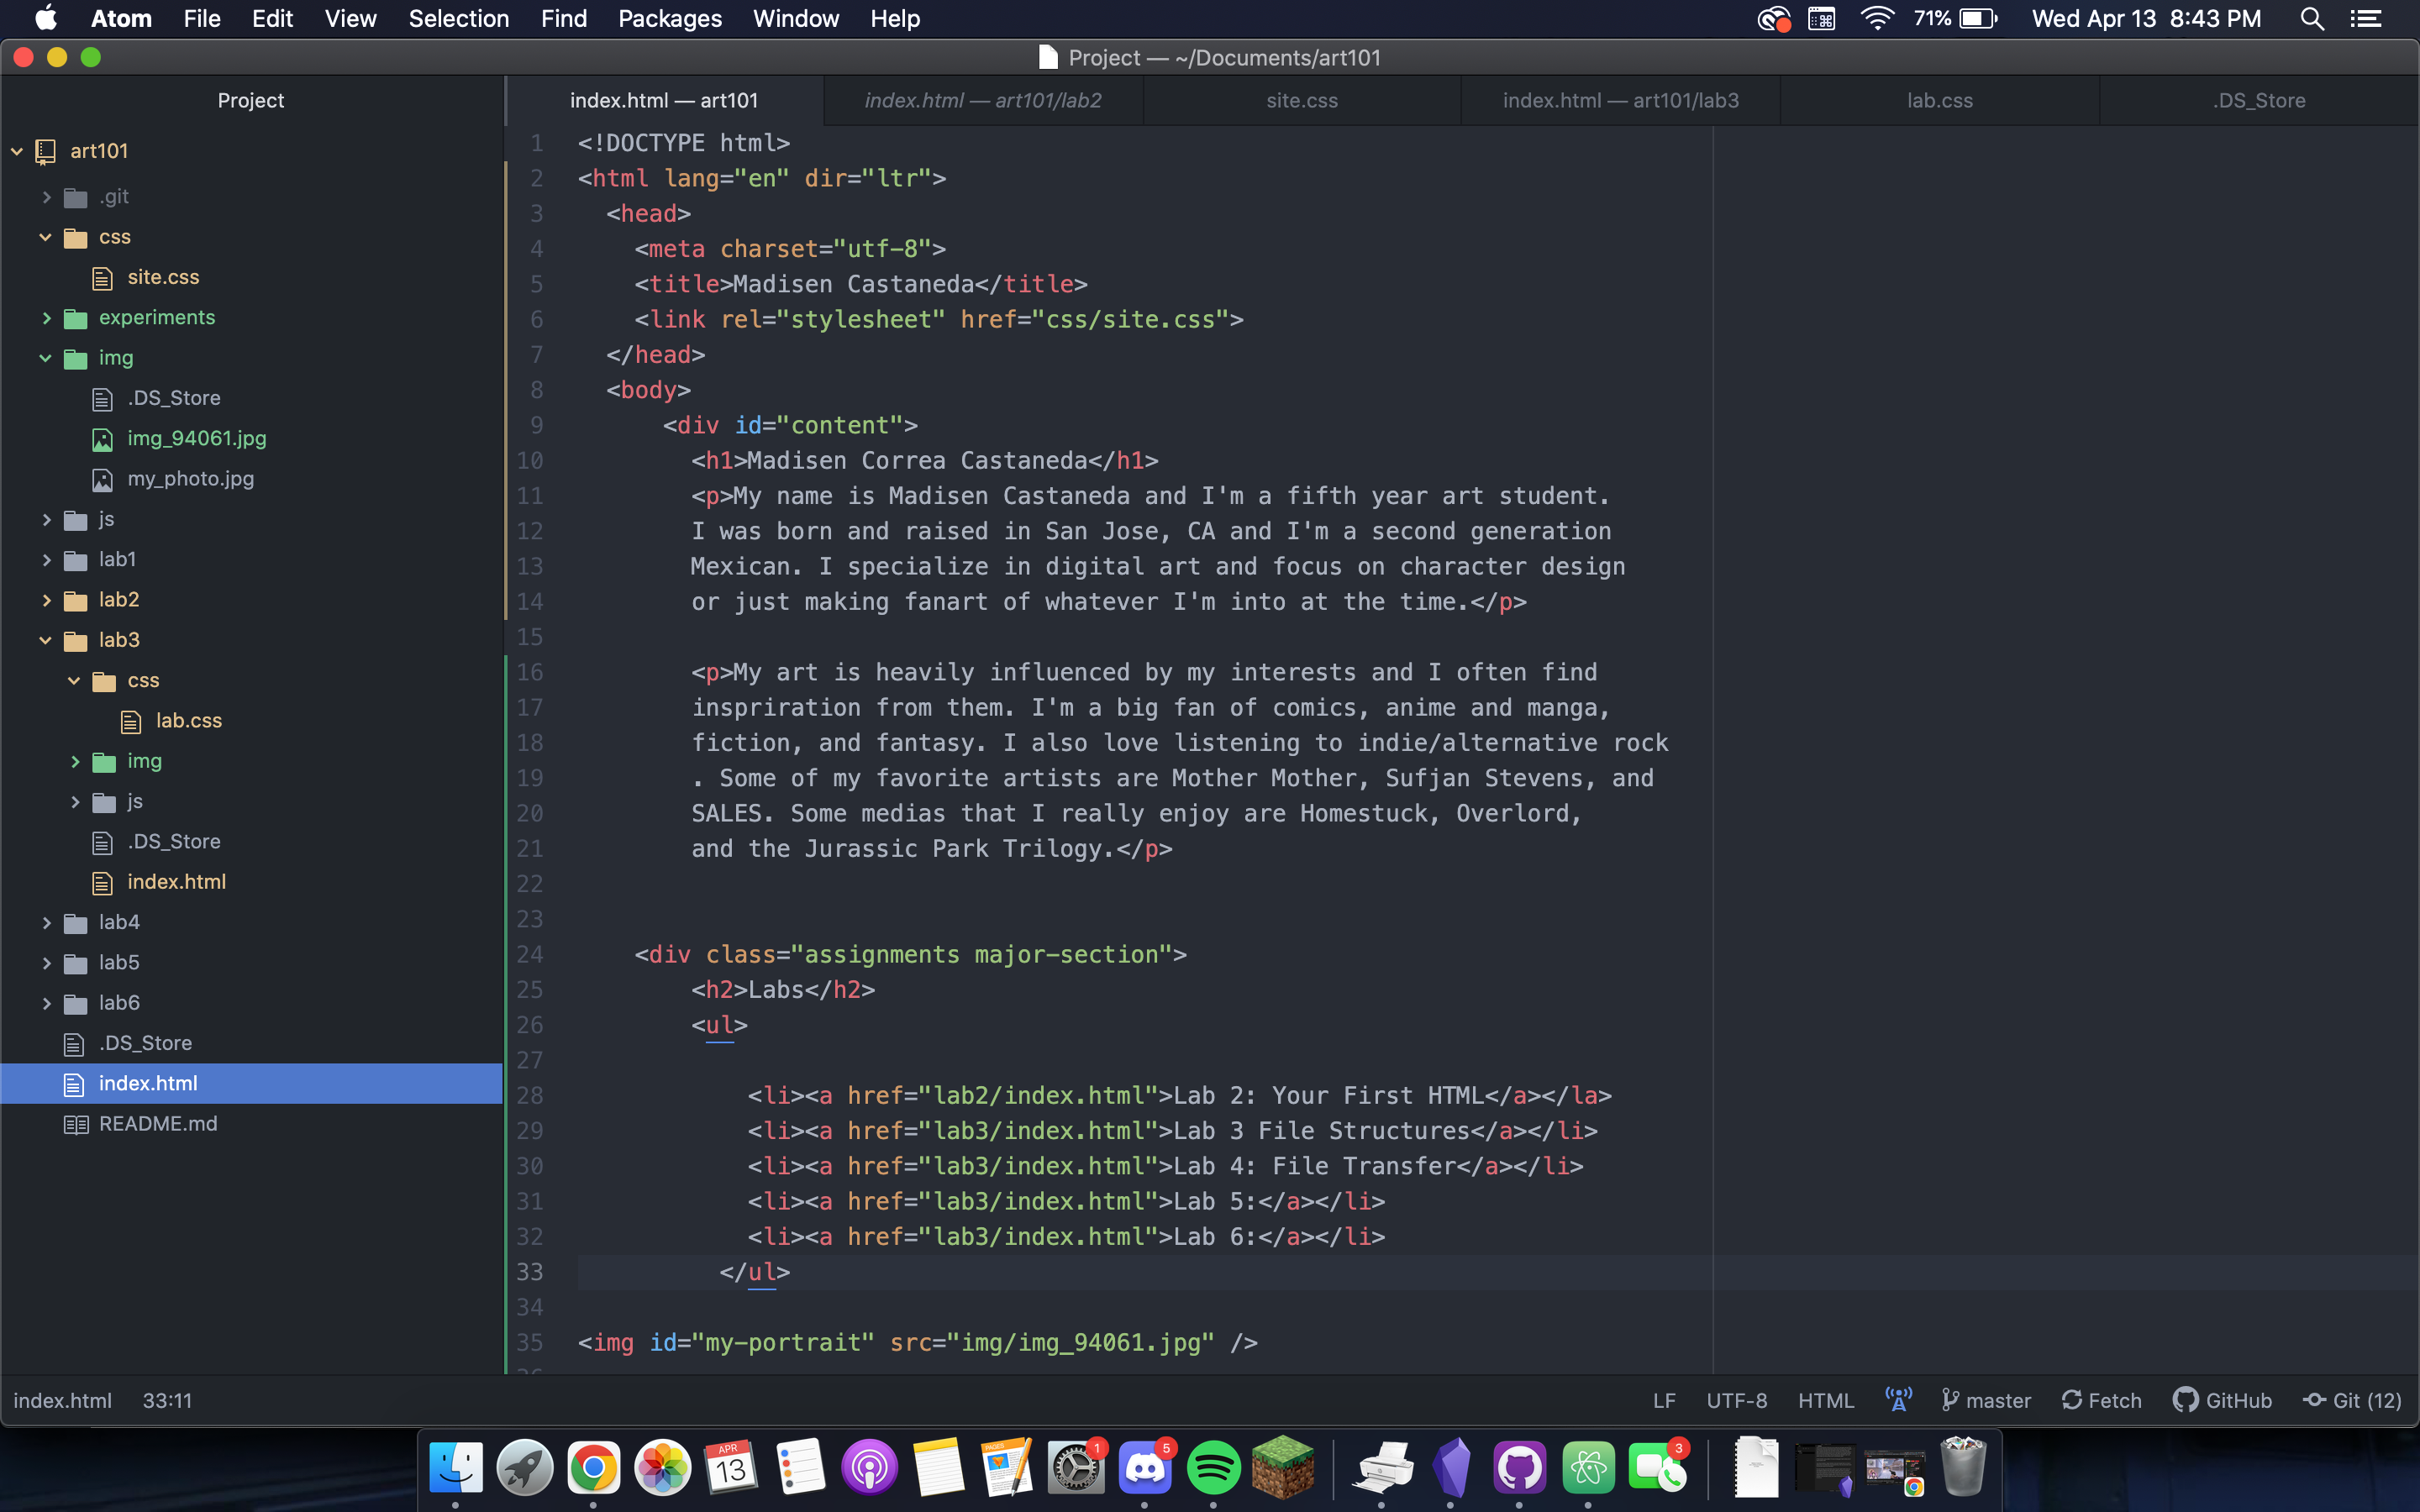 Atom File Edit View Selection Find Packages Window Help 71% Wed Apr 13 8:43 PM
Project — ~/Documents/art101
Project
index.html — art101 index.html — art101/lab2 site.css index.html — art101/lab3 lab.css .DS_Store
art101
.git
css
site.css
experiments
img
.DS_Store
img_94061.jpg
my_photo.jpg
js
lab1
lab2
lab3
css
lab.css
img
js
.DS_Store
index.html
lab4
lab5
lab6
.DS_Store
index.html
README.md
1 <!DOCTYPE html>
2 <html lang="en" dir="ltr">
3 <head>
4 <meta charset="utf-8">
5 <title>Madisen Castaneda</title>
6 <link rel="stylesheet" href="css/site.css">
7 </head>
8 <body>
9 <div id="content">
10 <h1>Madisen Correa Castaneda</h1>
11 <p>My name is Madisen Castaneda and I'm a fifth year art student.
12 I was born and raised in San Jose, CA and I'm a second generation
13 Mexican. I specialize in digital art and focus on character design
14 or just making fanart of whatever I'm into at the time.</p>
15
16 <p>My art is heavily influenced by my interests and I often find
17 inspriration from them. I'm a big fan of comics, anime and manga,
18 fiction, and fantasy. I also love listening to indie/alternative rock
19 . Some of my favorite artists are Mother Mother, Sufjan Stevens, and
20 SALES. Some medias that I really enjoy are Homestuck, Overlord,
21 and the Jurassic Park Trilogy.</p>
22
23
24 <div class="assignments major-section">
25 <h2>Labs</h2>
26 <ul>
27
28 <li><a href="lab2/index.html">Lab 2: Your First HTML</a></la>
29 <li><a href="lab3/index.html">Lab 3 File Structures</a></li>
30 <li><a href="lab3/index.html">Lab 4: File Transfer</a></li>
31 <li><a href="lab3/index.html">Lab 5:</a></li>
32 <li><a href="lab3/index.html">Lab 6:</a></li>
33 </ul>
34
35 <img id="my-portrait" src="img/img_94061.jpg" />
index.html 33:11 LF UTF-8 HTML master Fetch GitHub Git (12)
APR
13
PAGES
1
5
3